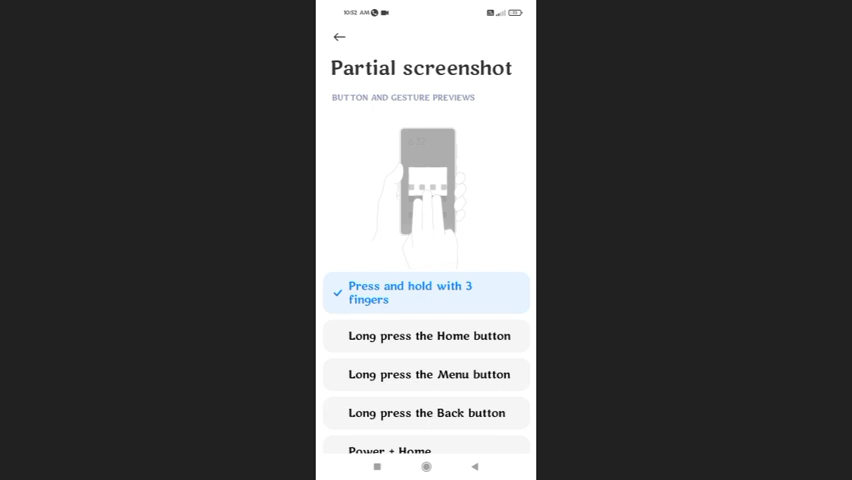 10:52 AM
Partial screenshot
BUTTON AND GESTURE PREVIEWS
Press and hold with 3
fingers
Long press the Home button
Long press the Menu button
Long press the Back button
Power + Home